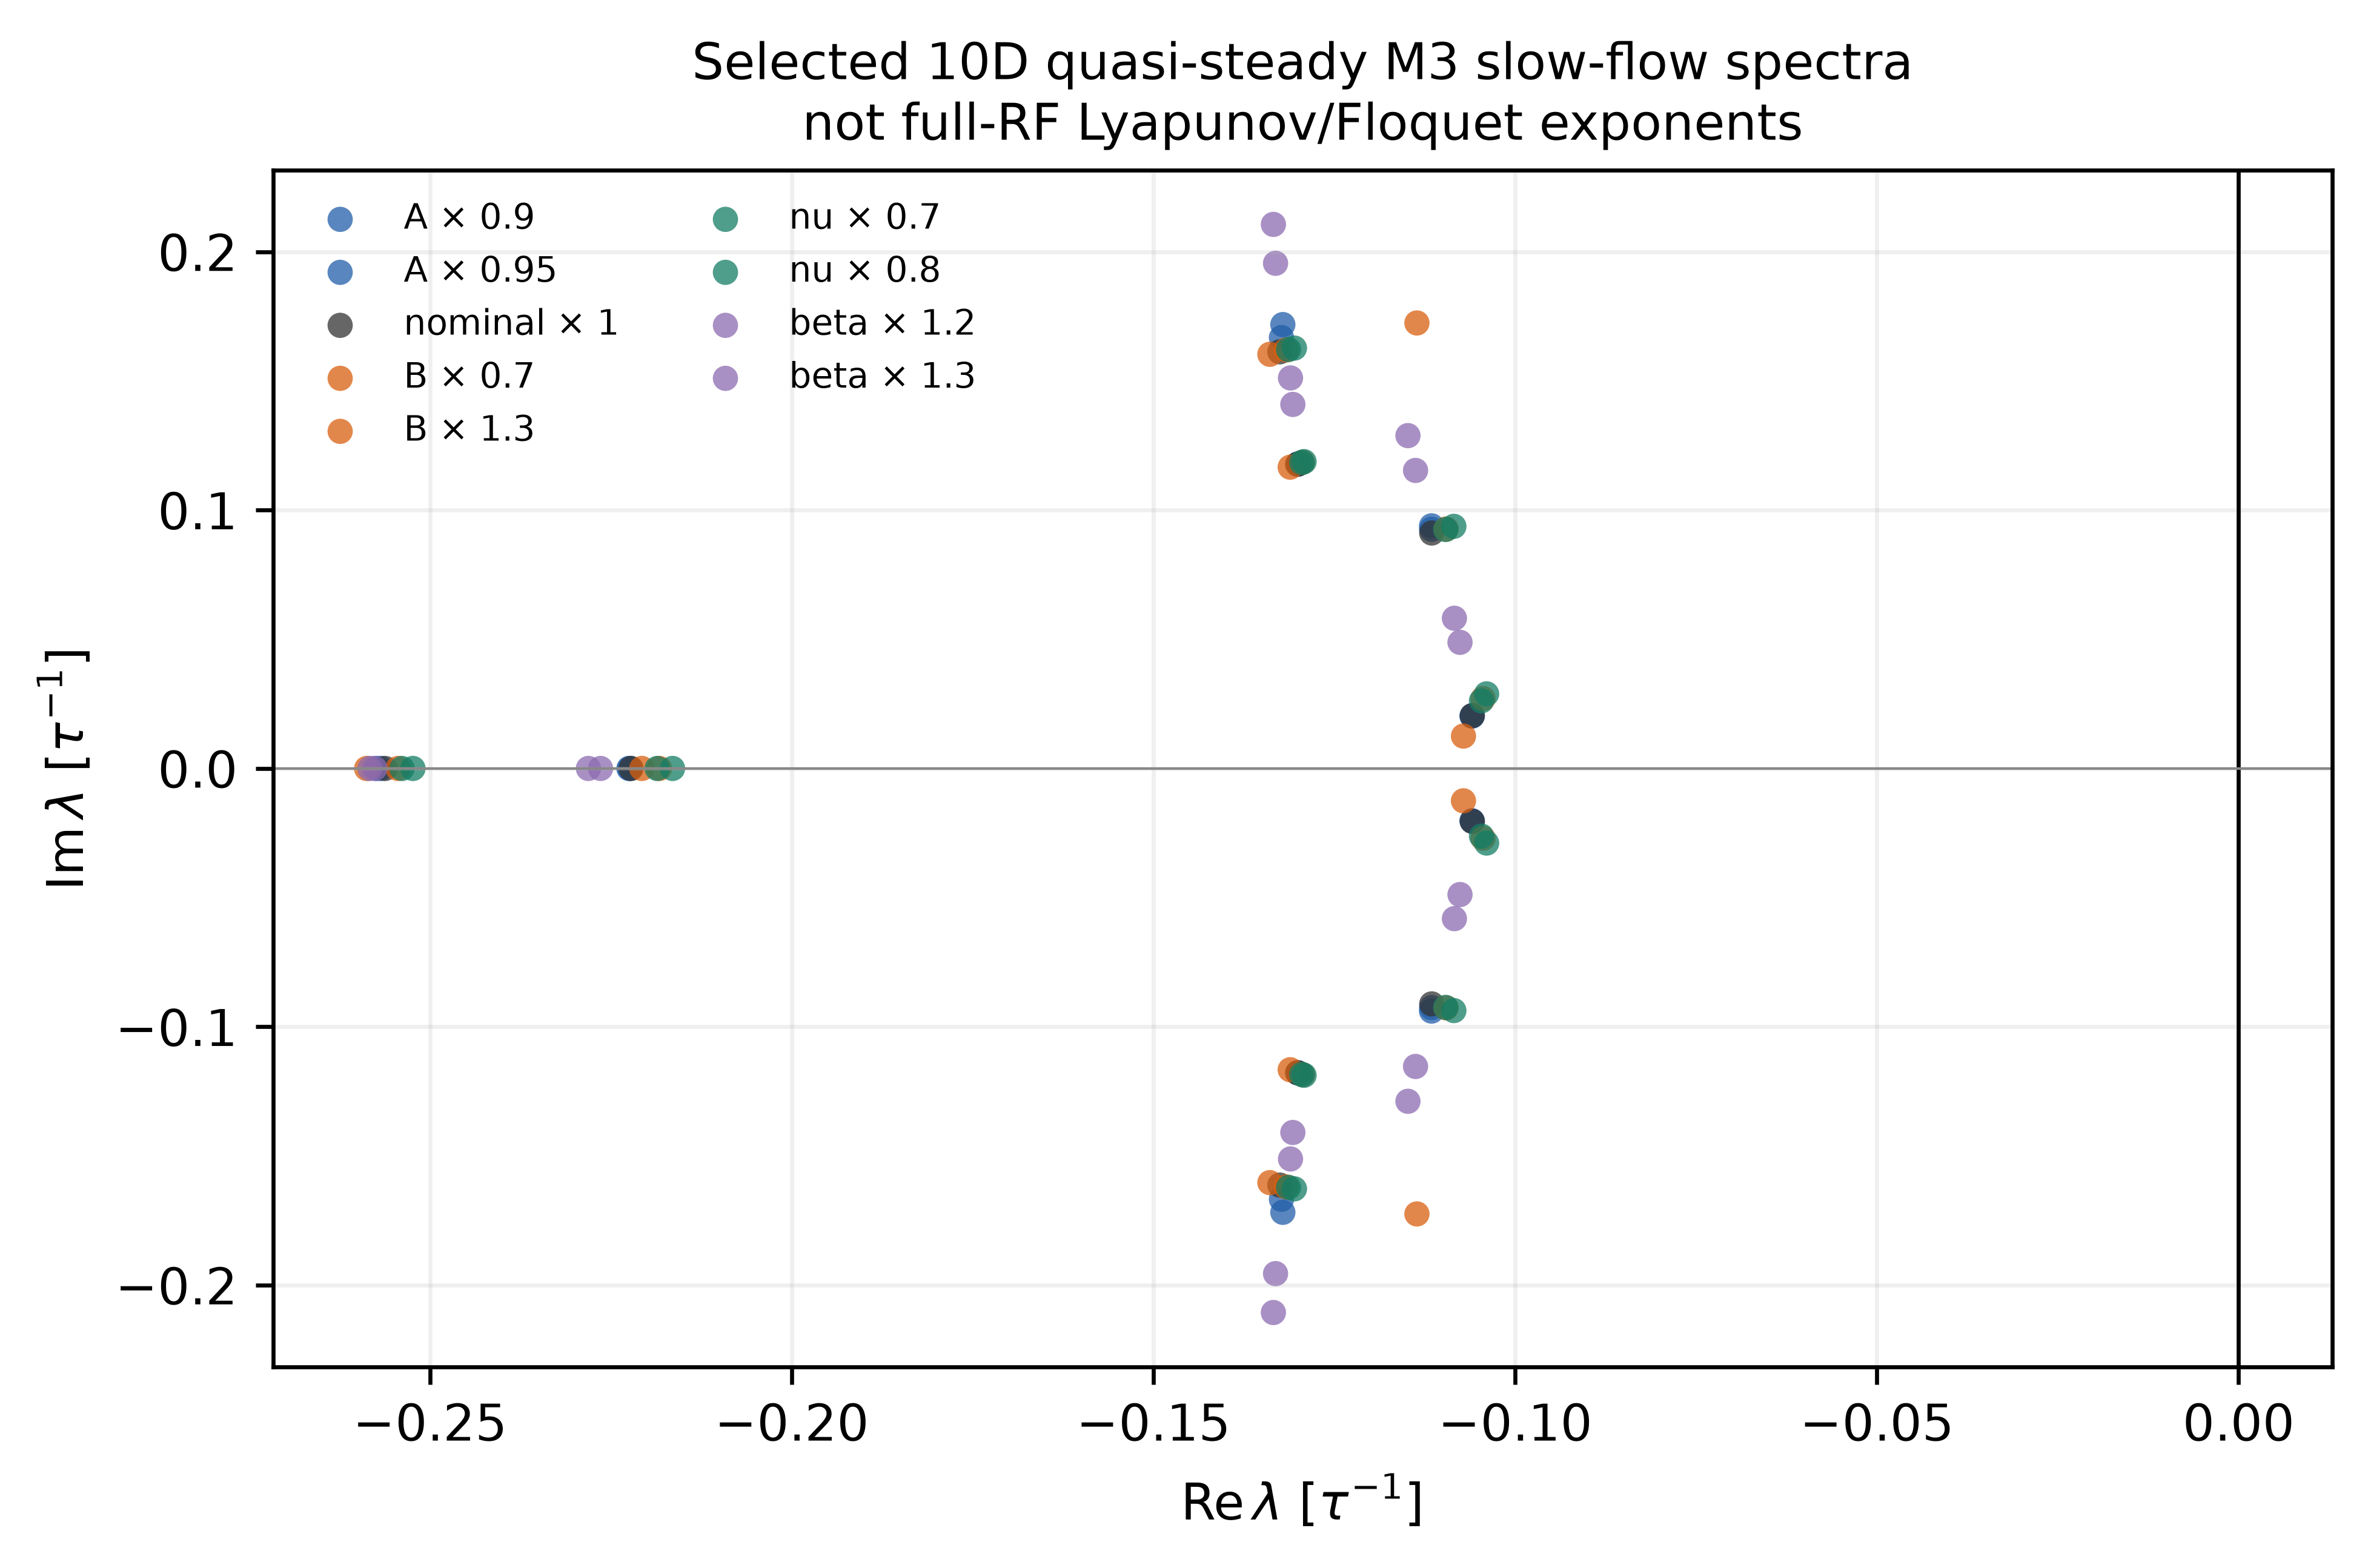 Selected 10D quasi-steady M3 slow-flow spectra
not full-RF Lyapunov/Floquet exponents
A × 0.9
A × 0.95
nominal × 1
B × 0.7
B × 1.3
nu × 0.7
nu × 0.8
beta × 1.2
beta × 1.3
Im λ [τ⁻¹]
0.2
0.1
0.0
−0.1
−0.2
−0.25
−0.20
−0.15
−0.10
−0.05
0.00
Re λ [τ⁻¹]